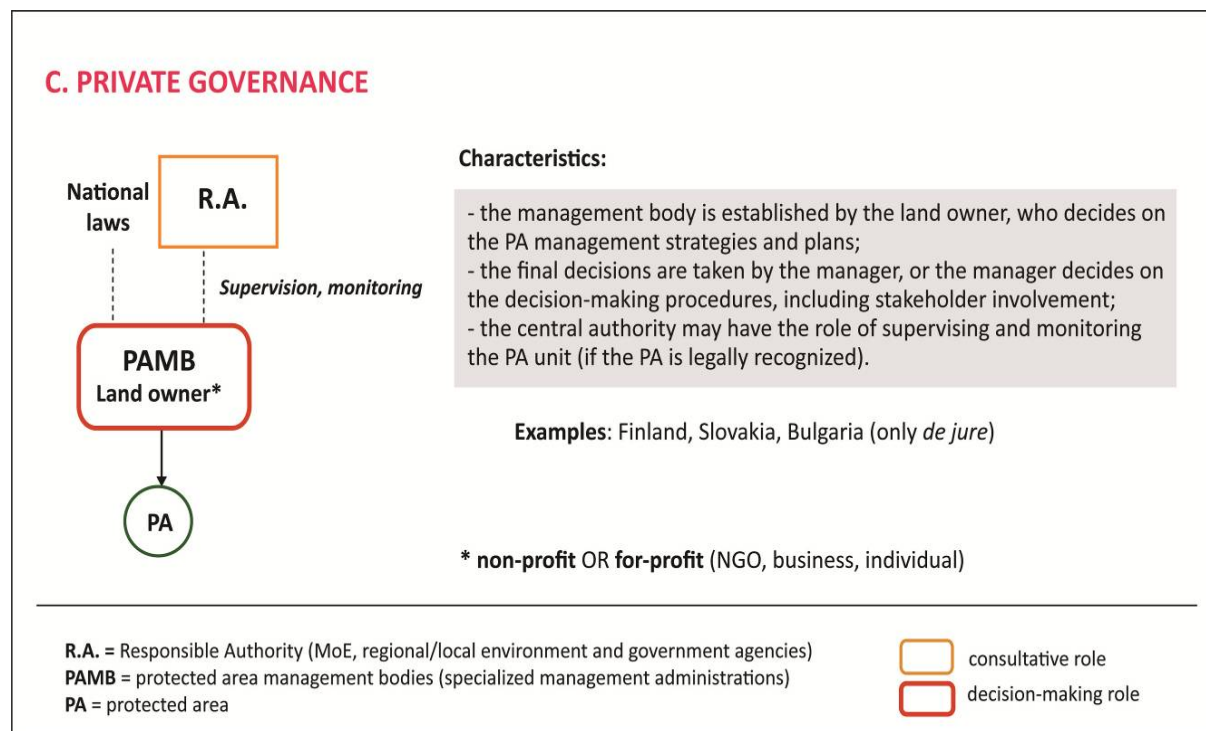 C. PRIVATE GOVERNANCE
National
laws
R.A.
Supervision, monitoring
PAMB
Land owner*
PA
Characteristics:
- the management body is established by the land owner, who decides on
the PA management strategies and plans;
- the final decisions are taken by the manager, or the manager decides on
the decision-making procedures, including stakeholder involvement;
- the central authority may have the role of supervising and monitoring
the PA unit (if the PA is legally recognized).
Examples: Finland, Slovakia, Bulgaria (only de jure)
* non-profit OR for-profit (NGO, business, individual)
R.A. = Responsible Authority (MoE, regional/local environment and government agencies)
PAMB = protected area management bodies (specialized management administrations)
PA = protected area
consultative role
decision-making role